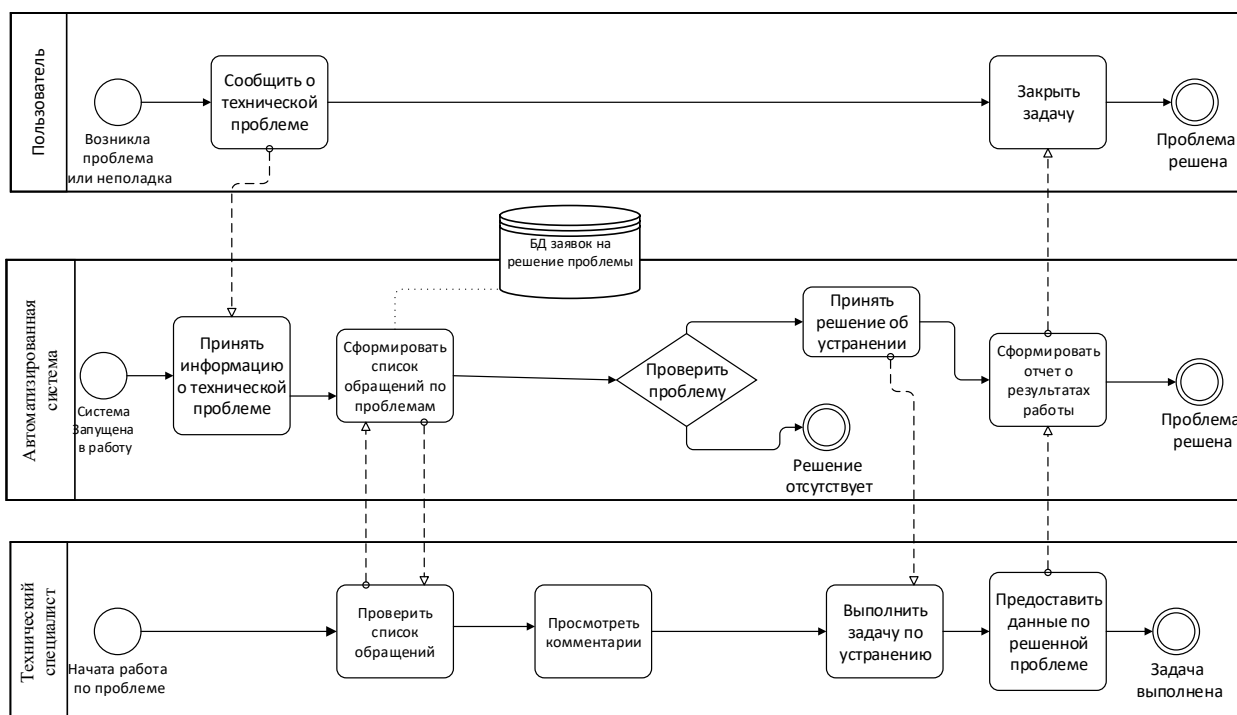 Пользователь
Возникла
проблема
или неполадка
Сообщить о
технической
проблеме
Закрыть
задачу
Проблема
решена
Автоматизированная
система
Система
Запущена
в работу
Принять
информацию
о технической
проблеме
Сформировать
список
обращений по
проблемам
БД заявок на
решение проблемы
Проверить
проблему
Принять
решение об
устранении
Решение
отсутствует
Сформировать
отчет о
результатах
работы
Проблема
решена
Технический
специалист
Начата работа
по проблеме
Проверить
список
обращений
Просмотреть
комментарии
Выполнить
задачу по
устранению
Предоставить
данные по
решенной
проблеме
Задача
выполнена